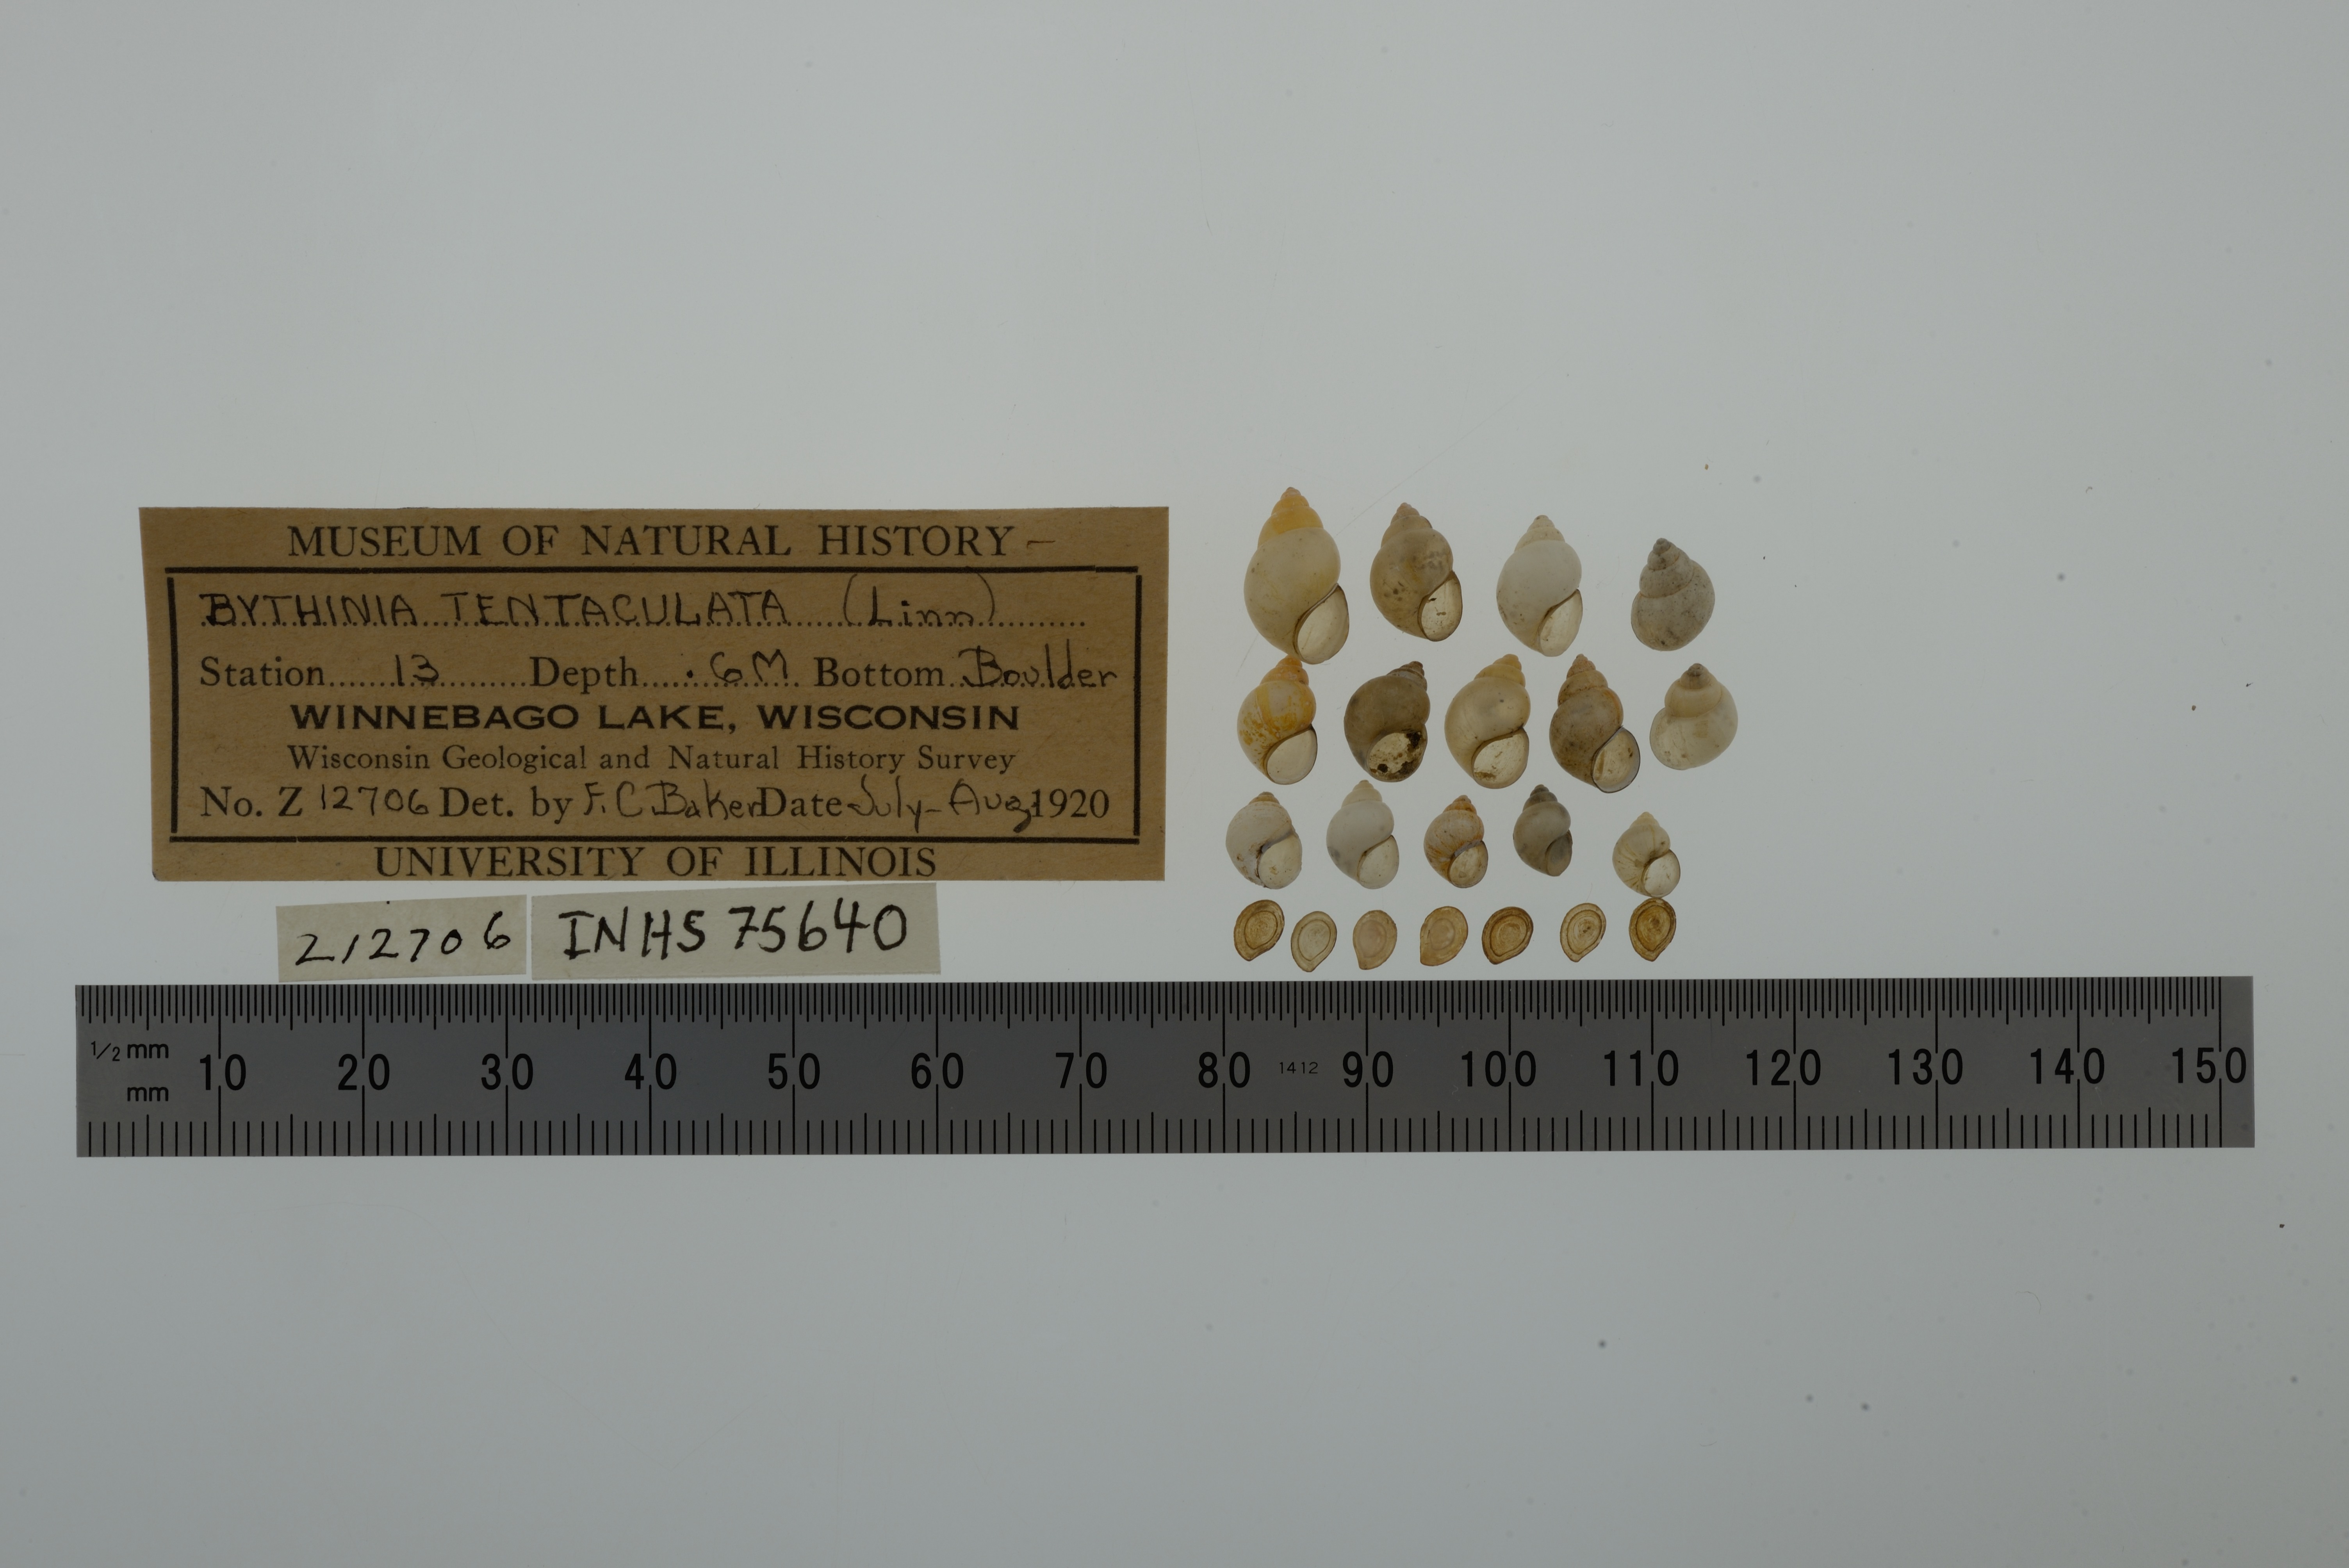 MUSEUM OF NATURAL HISTORY –
BYTHINIA TENTACULATA (Linn)
Station 13 Depth .6M Bottom Boulder
WINNEBAGO LAKE, WISCONSIN
Wisconsin Geological and Natural History Survey
No. Z 12706 Det. by F.C Baker Date July-Aug 1920
UNIVERSITY OF ILLINOIS
Z12706 INHS 75640
1/2 mm
mm
10 20 30 40 50 60 70 80 1412 90 100 110 120 130 140 150